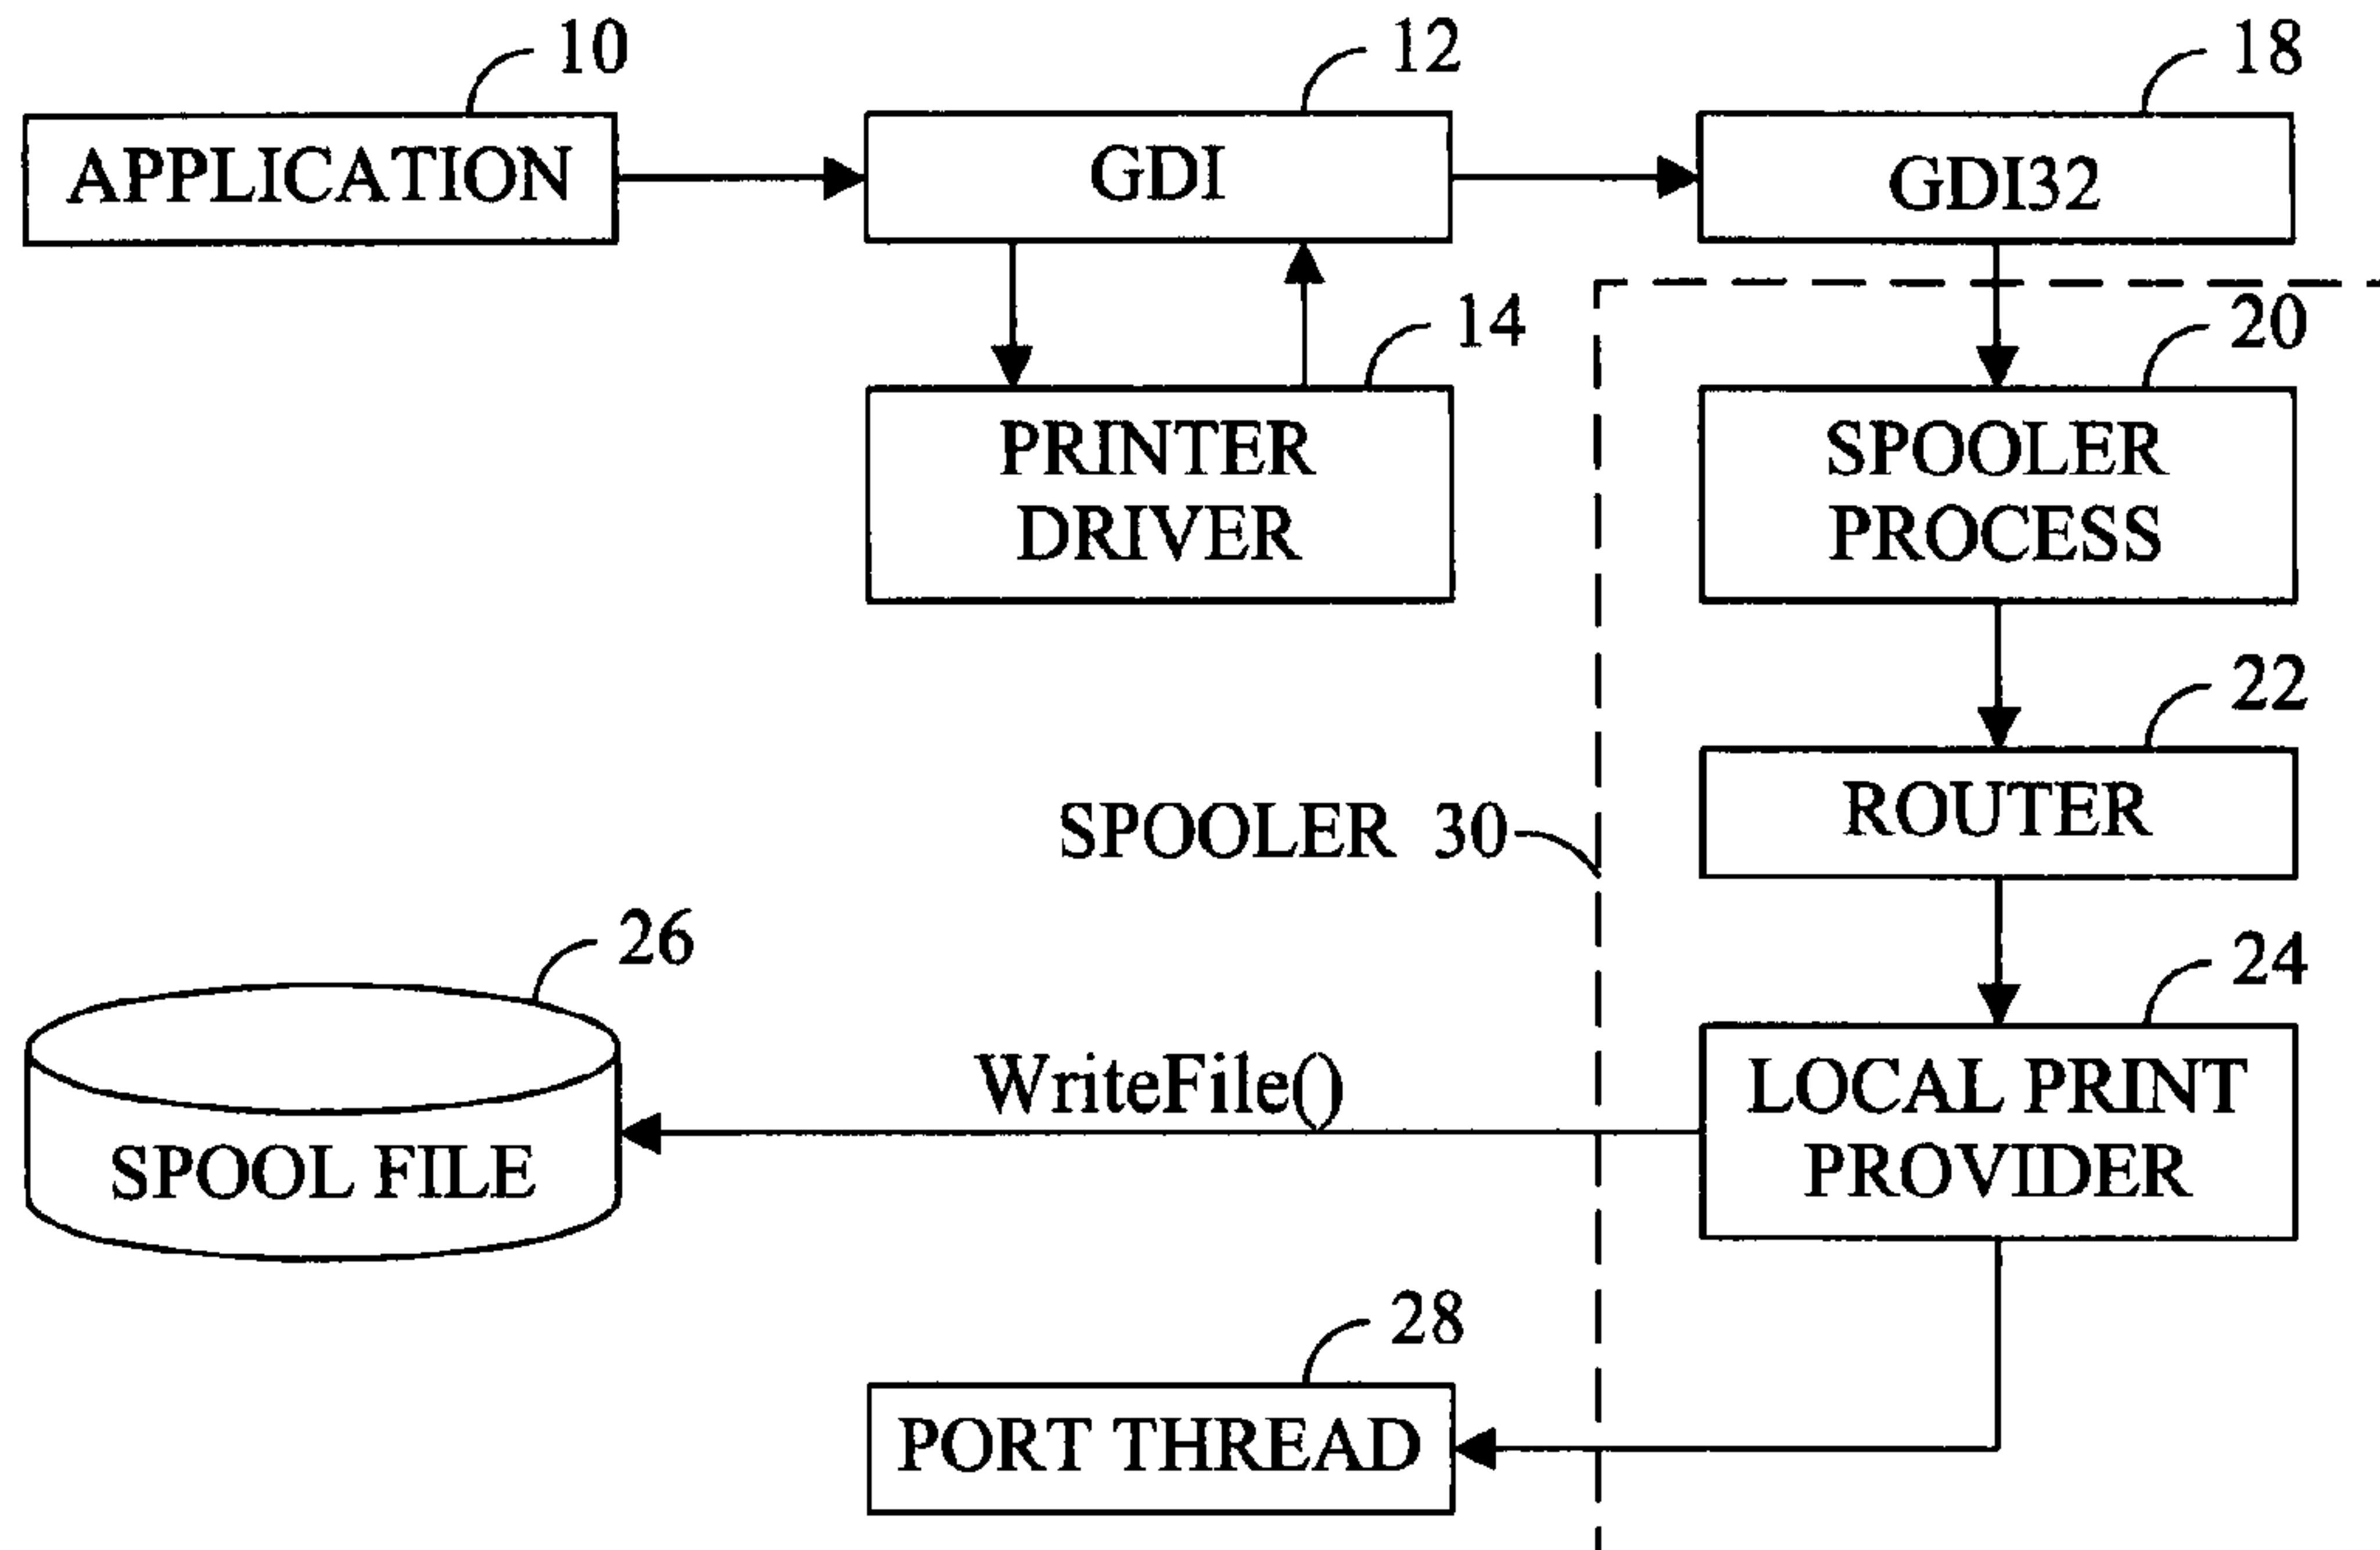 10
12
18
APPLICATION
GDI
GDI32
14
20
PRINTER
DRIVER
SPOOLER
PROCESS
22
SPOOLER 30
ROUTER
26
24
WriteFile()
LOCAL PRINT
PROVIDER
SPOOL FILE
28
PORT THREAD